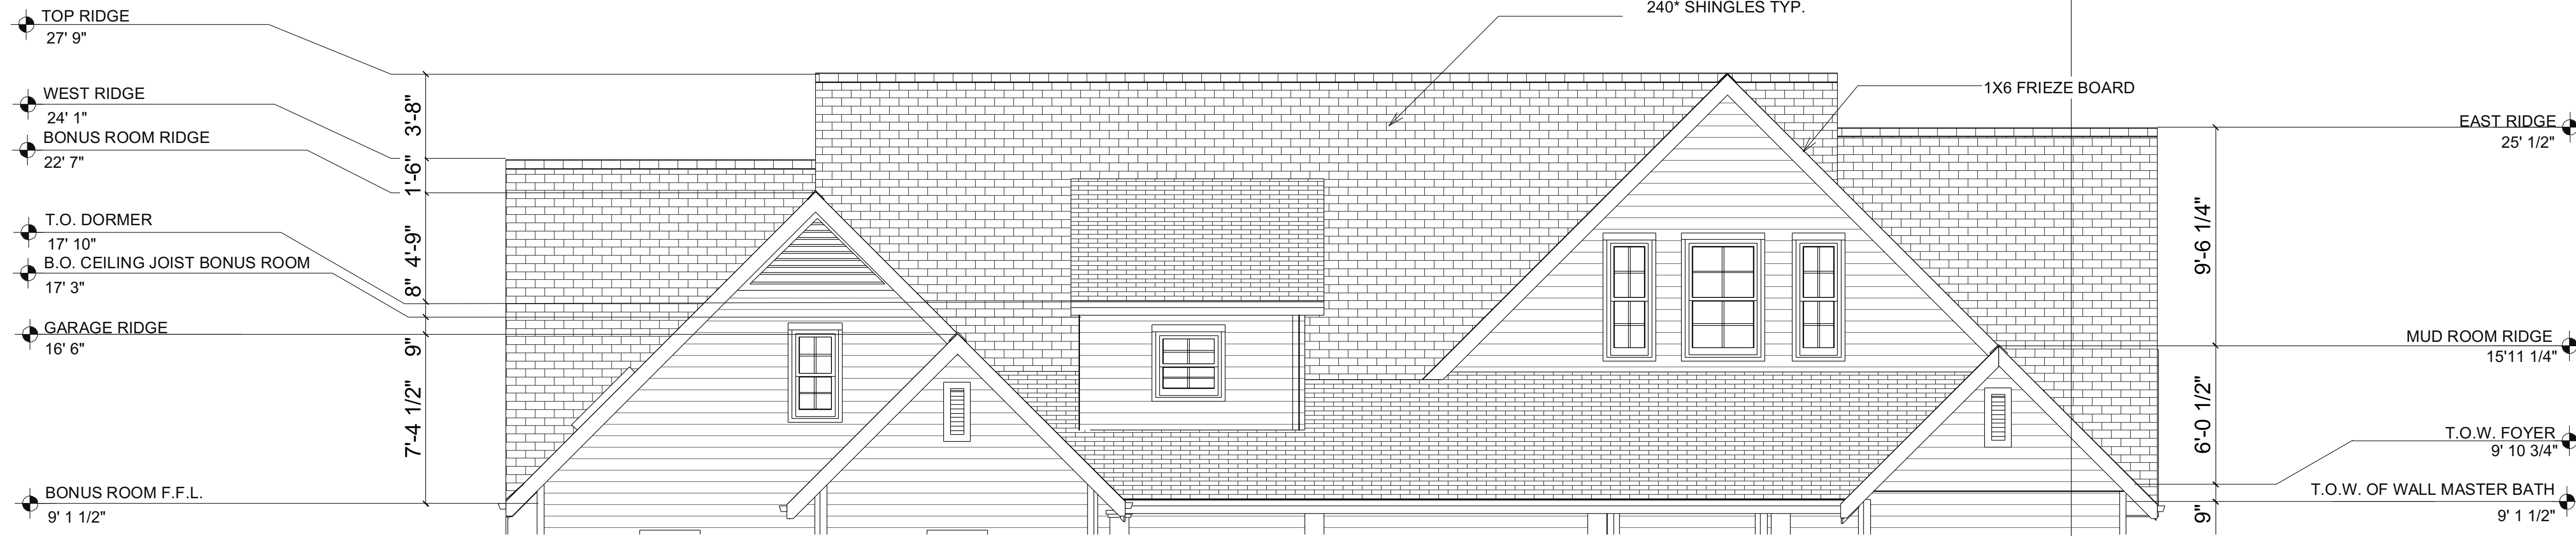 TOP RIDGE
27' 9"
WEST RIDGE
24' 1"
BONUS ROOM RIDGE
22' 7"
T.O. DORMER
17' 10"
B.O. CEILING JOIST BONUS ROOM
17' 3"
GARAGE RIDGE
16' 6"
BONUS ROOM F.F.L.
9' 1 1/2"
3'-8"
1'-6"
4'-9"
8"
9"
7'-4 1/2"
240* SHINGLES TYP.
1X6 FRIEZE BOARD
9'-6 1/4"
6'-0 1/2"
9"
EAST RIDGE
25' 1/2"
MUD ROOM RIDGE
15'11 1/4"
T.O.W. FOYER
9' 10 3/4"
T.O.W. OF WALL MASTER BATH
9' 1 1/2"